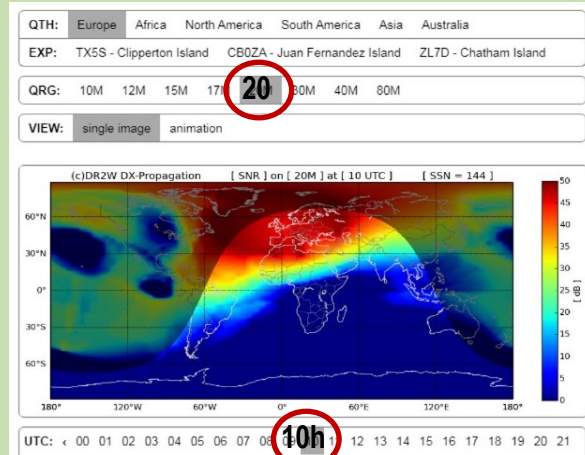 QTH: Europe Africa North America South America Asia Australia
EXP: TX5S - Clipperton Island CB0ZA - Juan Fernandez Island ZL7D - Chatham Island
QRG: 10M 12M 15M 20 30M 40M 80M
VIEW: single image animation
(c)DR2W DX-Propagation [ SNR ] on [ 20M ] at [ 10 UTC ] [ SSN = 144 ]
60°N
30°N
0°
30°S
60°S
180° 120°W 60°W 0° 60°E 120°E 180°
50
45
40
35
30
25
20
15
10
5
0
[ dB ]
UTC: ‹ 00 01 02 03 04 05 06 07 08 10h 12 13 14 15 16 17 18 19 20 21